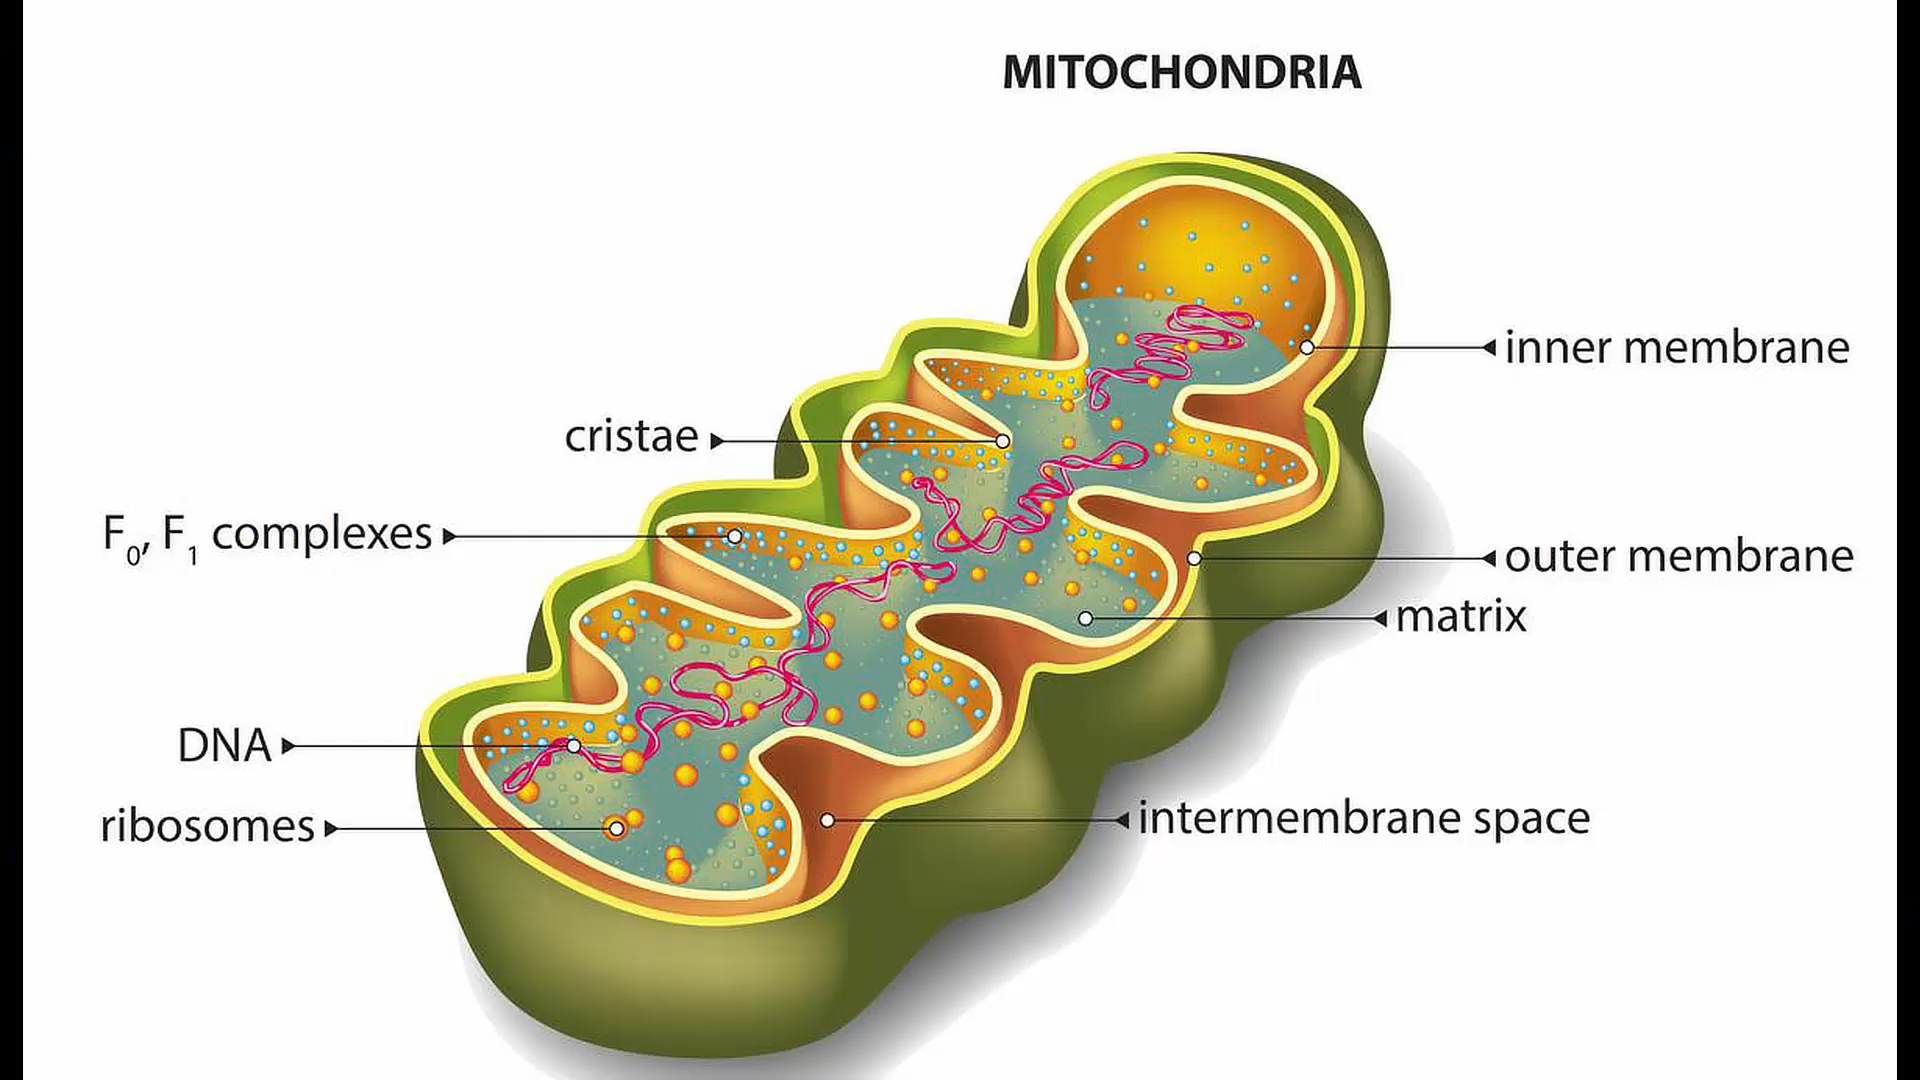 MITOCHONDRIA
inner membrane
cristae
F₀, F₁ complexes
outer membrane
matrix
DNA
ribosomes
intermembrane space